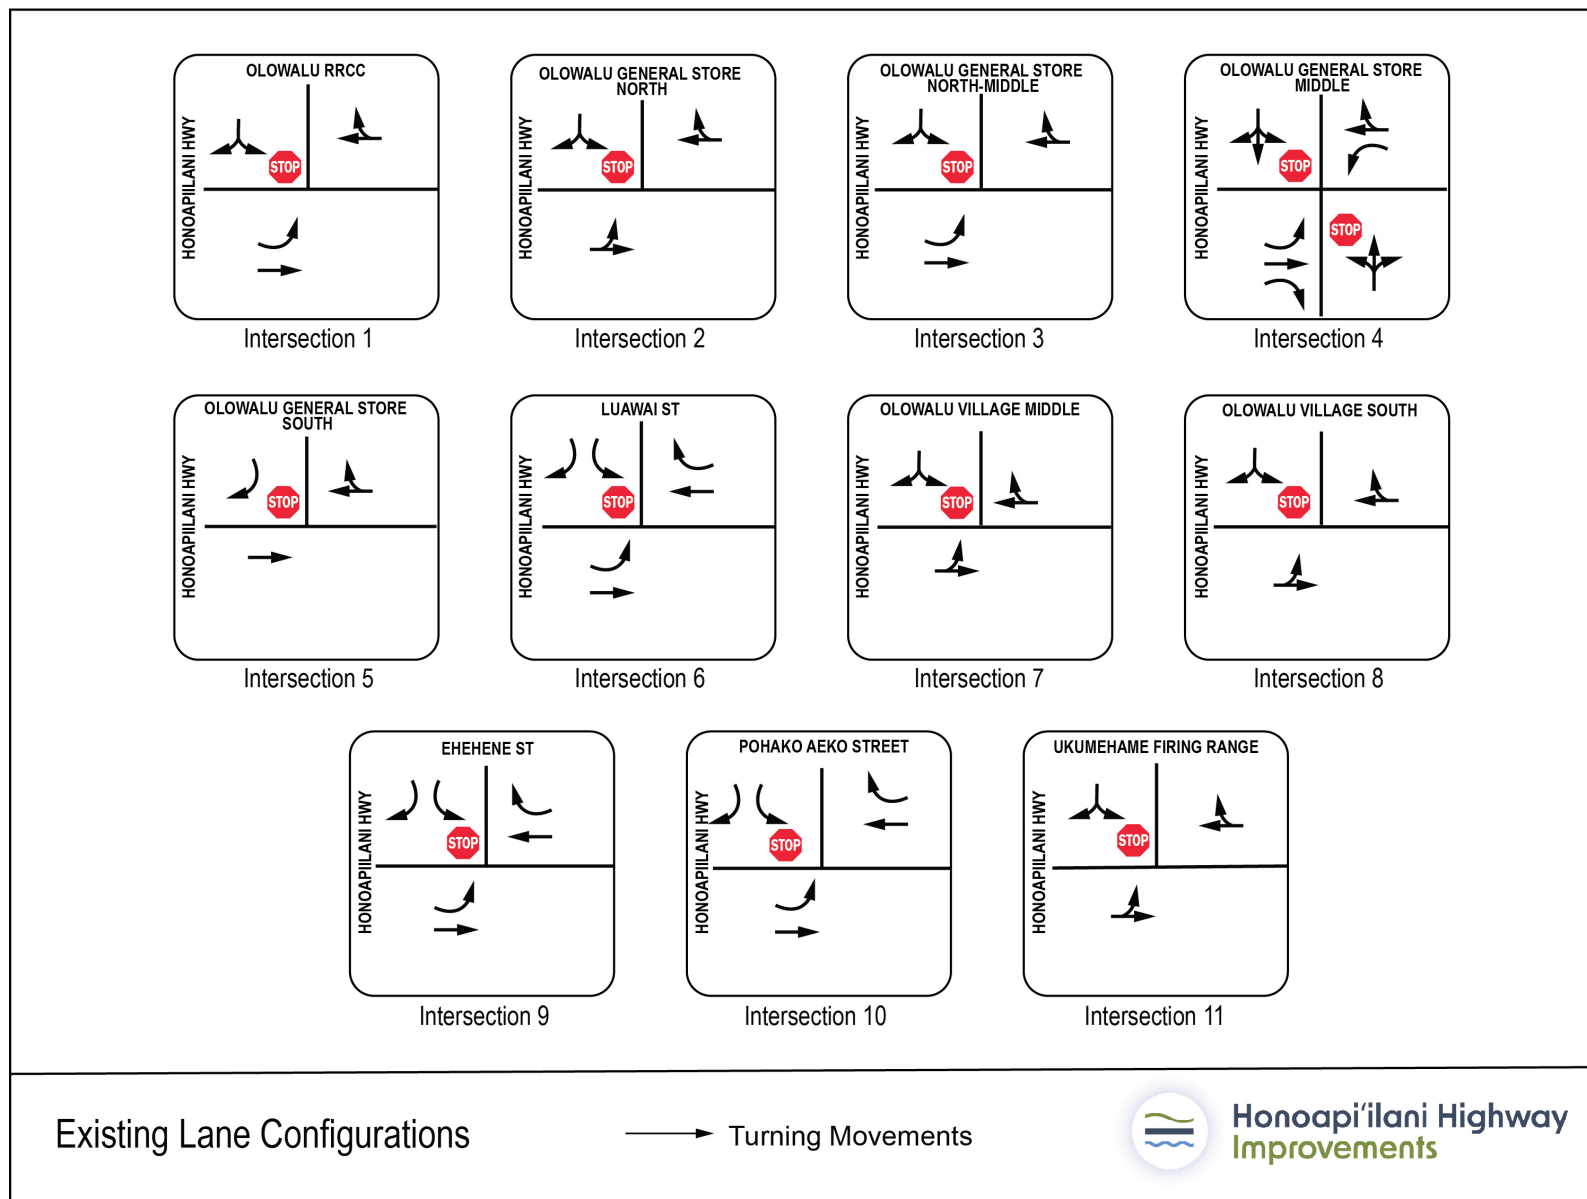 OLOWALU RRCC
HONOAPIILANI HWY
STOP
Intersection 1
OLOWALU GENERAL STORE
NORTH
HONOAPIILANI HWY
STOP
Intersection 2
OLOWALU GENERAL STORE
NORTH-MIDDLE
HONOAPIILANI HWY
STOP
Intersection 3
OLOWALU GENERAL STORE
MIDDLE
HONOAPIILANI HWY
STOP
STOP
Intersection 4
OLOWALU GENERAL STORE
SOUTH
HONOAPIILANI HWY
STOP
Intersection 5
LUAWAI ST
HONOAPIILANI HWY
STOP
Intersection 6
OLOWALU VILLAGE MIDDLE
HONOAPIILANI HWY
STOP
Intersection 7
OLOWALU VILLAGE SOUTH
HONOAPIILANI HWY
STOP
Intersection 8
EHEHENE ST
HONOAPIILANI HWY
STOP
Intersection 9
POHAKO AEKO STREET
HONOAPIILANI HWY
STOP
Intersection 10
UKUMEHAME FIRING RANGE
HONOAPIILANI HWY
STOP
Intersection 11
Existing Lane Configurations
Turning Movements
Honoapiʻilani Highway
Improvements